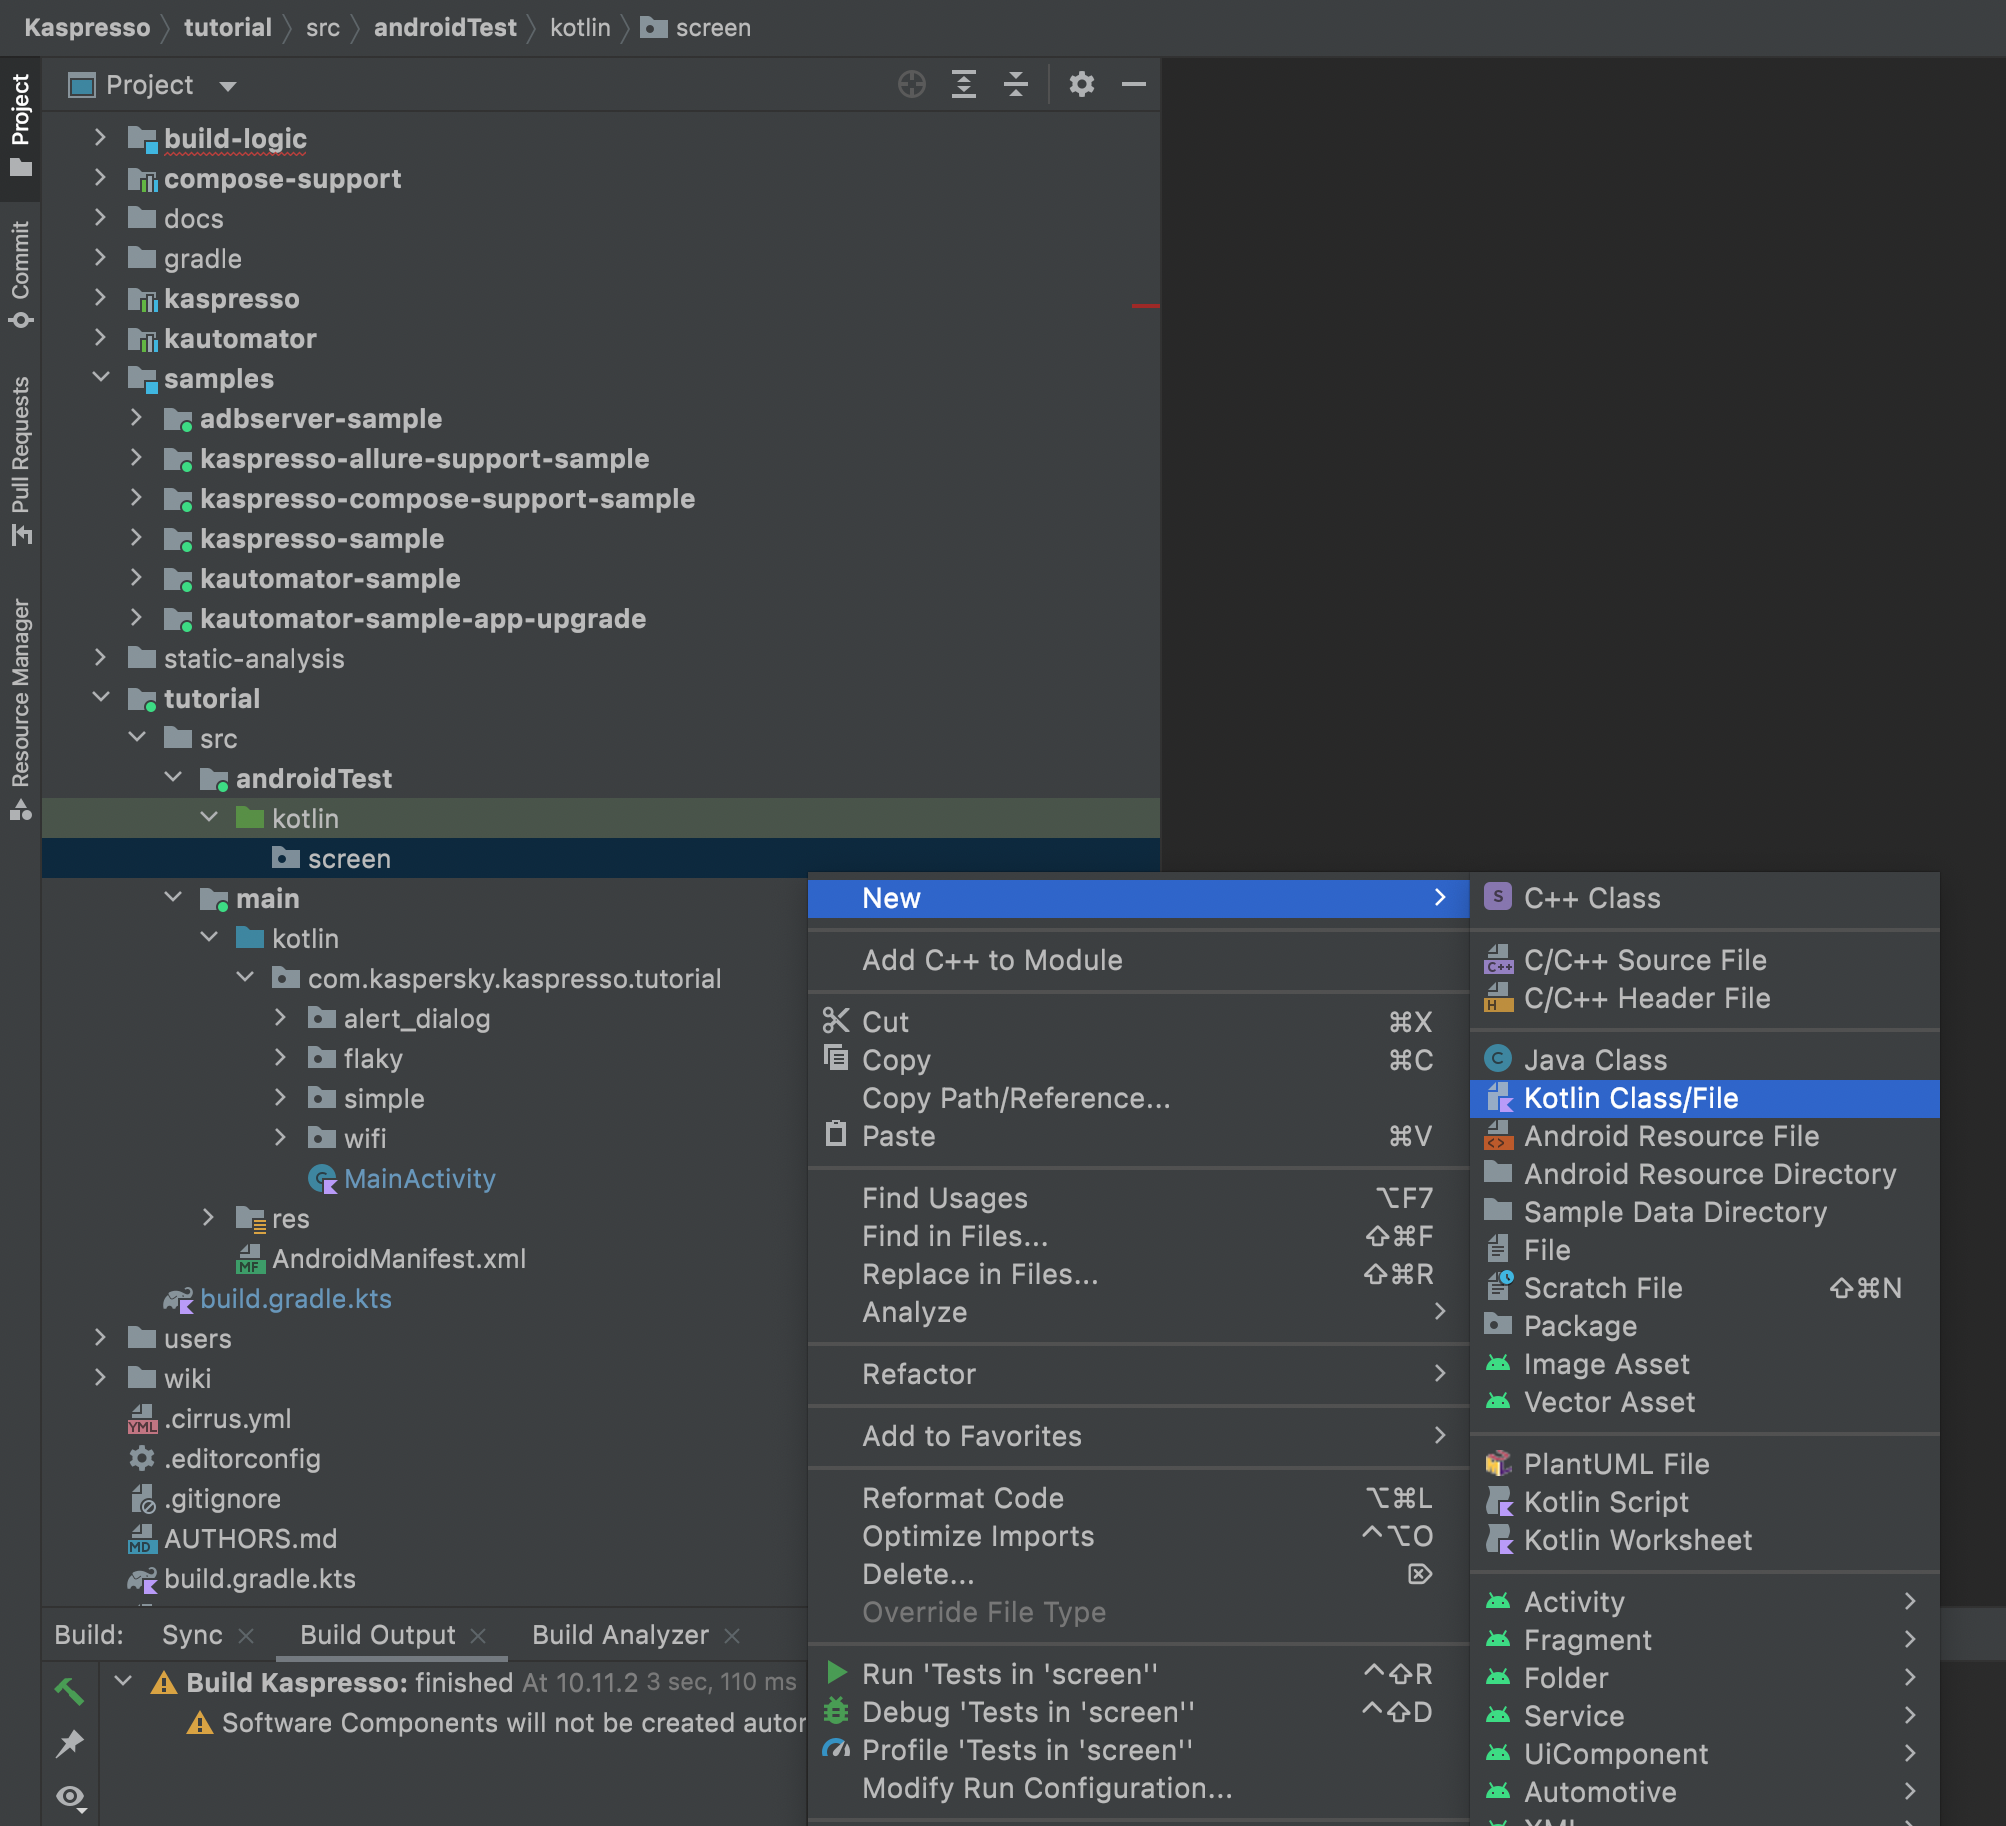 Kaspresso tutorial src androidTest kotlin screen
Project
Commit
Pull Requests
Resource Manager
Project
build-logic
compose-support
docs
gradle
kaspresso
kautomator
samples
adbserver-sample
kaspresso-allure-support-sample
kaspresso-compose-support-sample
kaspresso-sample
kautomator-sample
kautomator-sample-app-upgrade
static-analysis
tutorial
src
androidTest
kotlin
screen
main
kotlin
com.kaspersky.kaspresso.tutorial
alert_dialog
flaky
simple
wifi
MainActivity
res
AndroidManifest.xml
build.gradle.kts
users
wiki
.cirrus.yml
.editorconfig
.gitignore
AUTHORS.md
build.gradle.kts
New
Add C++ to Module
Cut ⌘X
Copy ⌘C
Copy Path/Reference...
Paste ⌘V
Find Usages ⌥F7
Find in Files... ⇧⌘F
Replace in Files... ⇧⌘R
Analyze
Refactor
Add to Favorites
Reformat Code ⌥⌘L
Optimize Imports ^⌥O
Delete... ⌦
Override File Type
Run 'Tests in 'screen'' ^⇧R
Debug 'Tests in 'screen'' ^⇧D
Profile 'Tests in 'screen''
Modify Run Configuration...
C++ Class
C/C++ Source File
C/C++ Header File
Java Class
Kotlin Class/File
Android Resource File
Android Resource Directory
Sample Data Directory
File
Scratch File ⇧⌘N
Package
Image Asset
Vector Asset
PlantUML File
Kotlin Script
Kotlin Worksheet
Activity
Fragment
Folder
Service
UiComponent
Automotive
Build: Sync Build Output Build Analyzer
Build Kaspresso: finished At 10.11.2 3 sec, 110 ms
Software Components will not be created autor